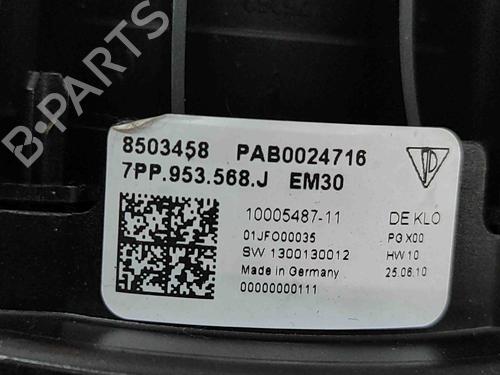 B-PARTS
8503458 PAB0024716
7PP.953.568.J EM30
10005487-11 DE KLO
01JFO00035 PG X00
SW 1300130012 HW 10
Made in Germany 25.06.10
00000000111